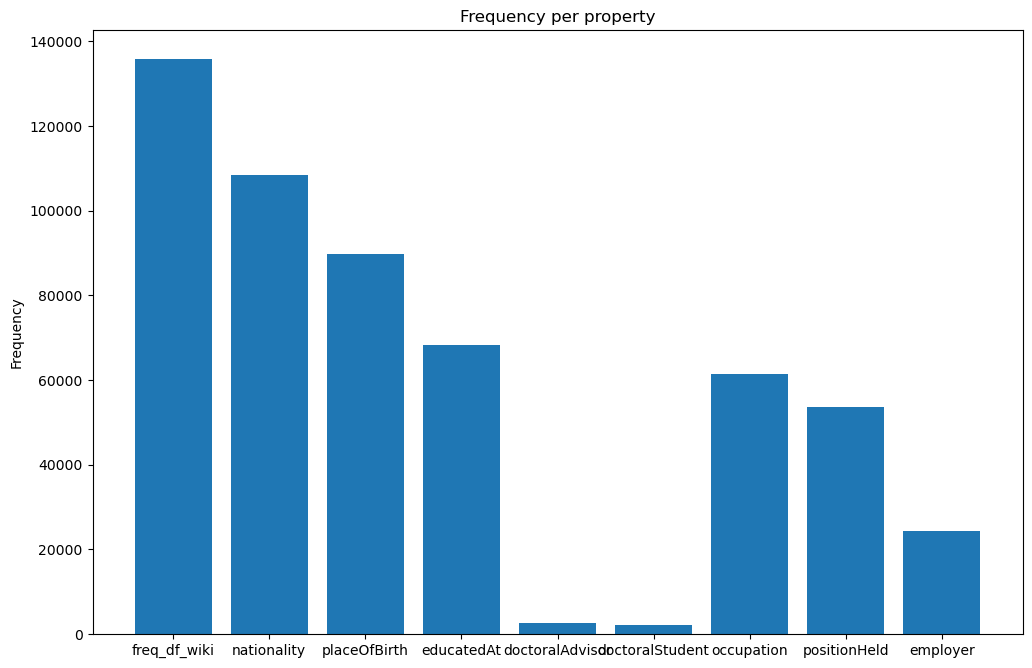 Frequency per property
Frequency
140000
120000
100000
80000
60000
40000
20000
0
freq_df_wiki nationality placeOfBirth educatedAt doctoralAdvisor doctoralStudent occupation positionHeld employer